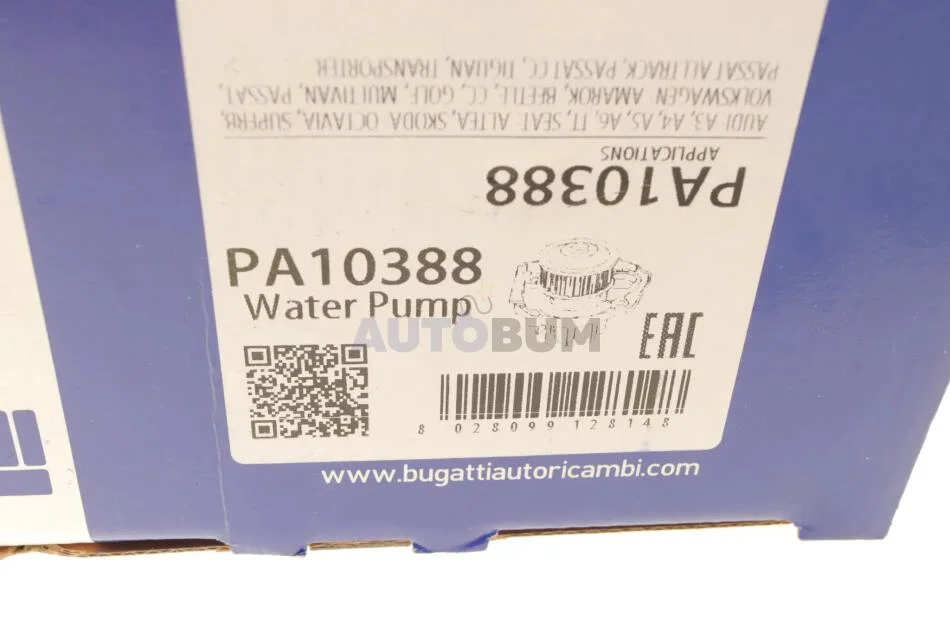 PASSAT ALLTRACK, PASSAT CC, TIGUAN, TRANSPORTER
VOLKSWAGEN AMAROK, BEETLE, CC, GOLF, MULTIVAN, PASSAT,
AUDI A3, A4, A5, A6, TT, SEAT ALTEA, SKODA OCTAVIA, SUPERB,
APPLICATIONS
PA10388
PA10388
Water Pump
AUTOBUM
EAC
8 028099 128148
www.bugattiautoricambi.com